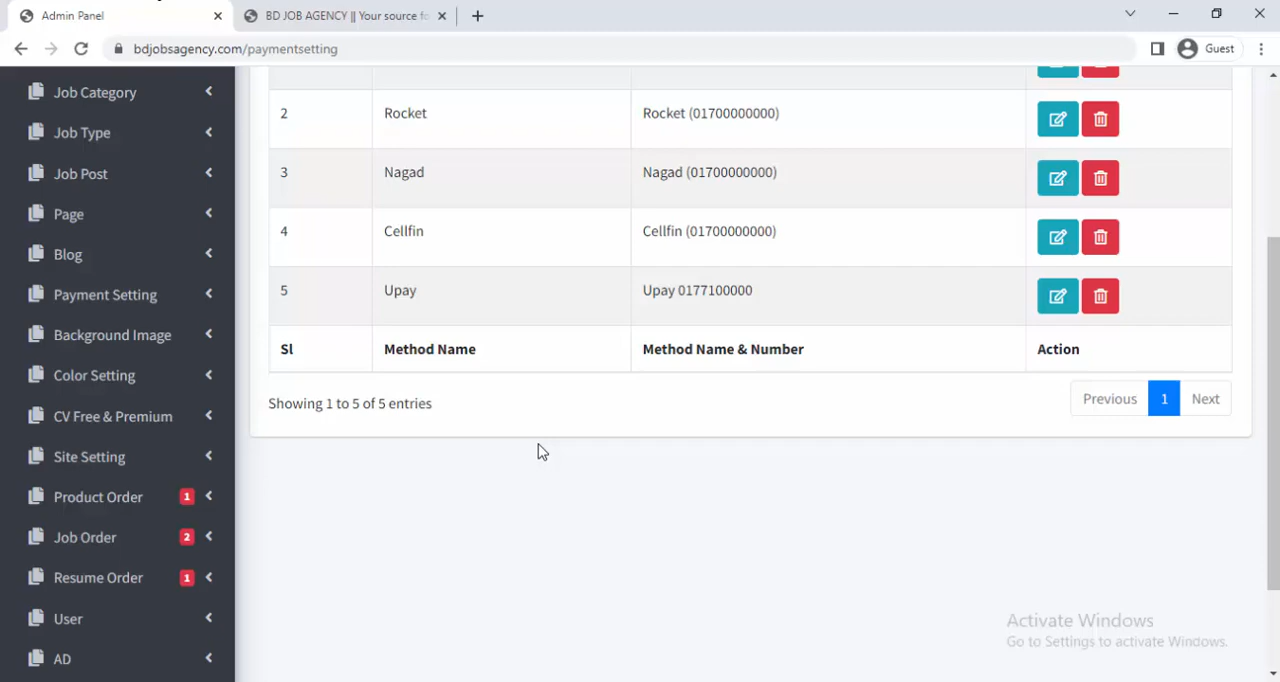 Admin Panel
BD JOB AGENCY || Your source fo
bdjobsagency.com/paymentsetting
Guest
Job Category
Job Type
Job Post
Page
Blog
Payment Setting
Background Image
Color Setting
CV Free & Premium
Site Setting
Product Order 1
Job Order 2
Resume Order 1
User
AD
2 Rocket Rocket (01700000000)
3 Nagad Nagad (01700000000)
4 Cellfin Cellfin (01700000000)
5 Upay Upay 0177100000
Sl Method Name Method Name & Number Action
Showing 1 to 5 of 5 entries
Previous 1 Next
Activate Windows
Go to Settings to activate Windows.